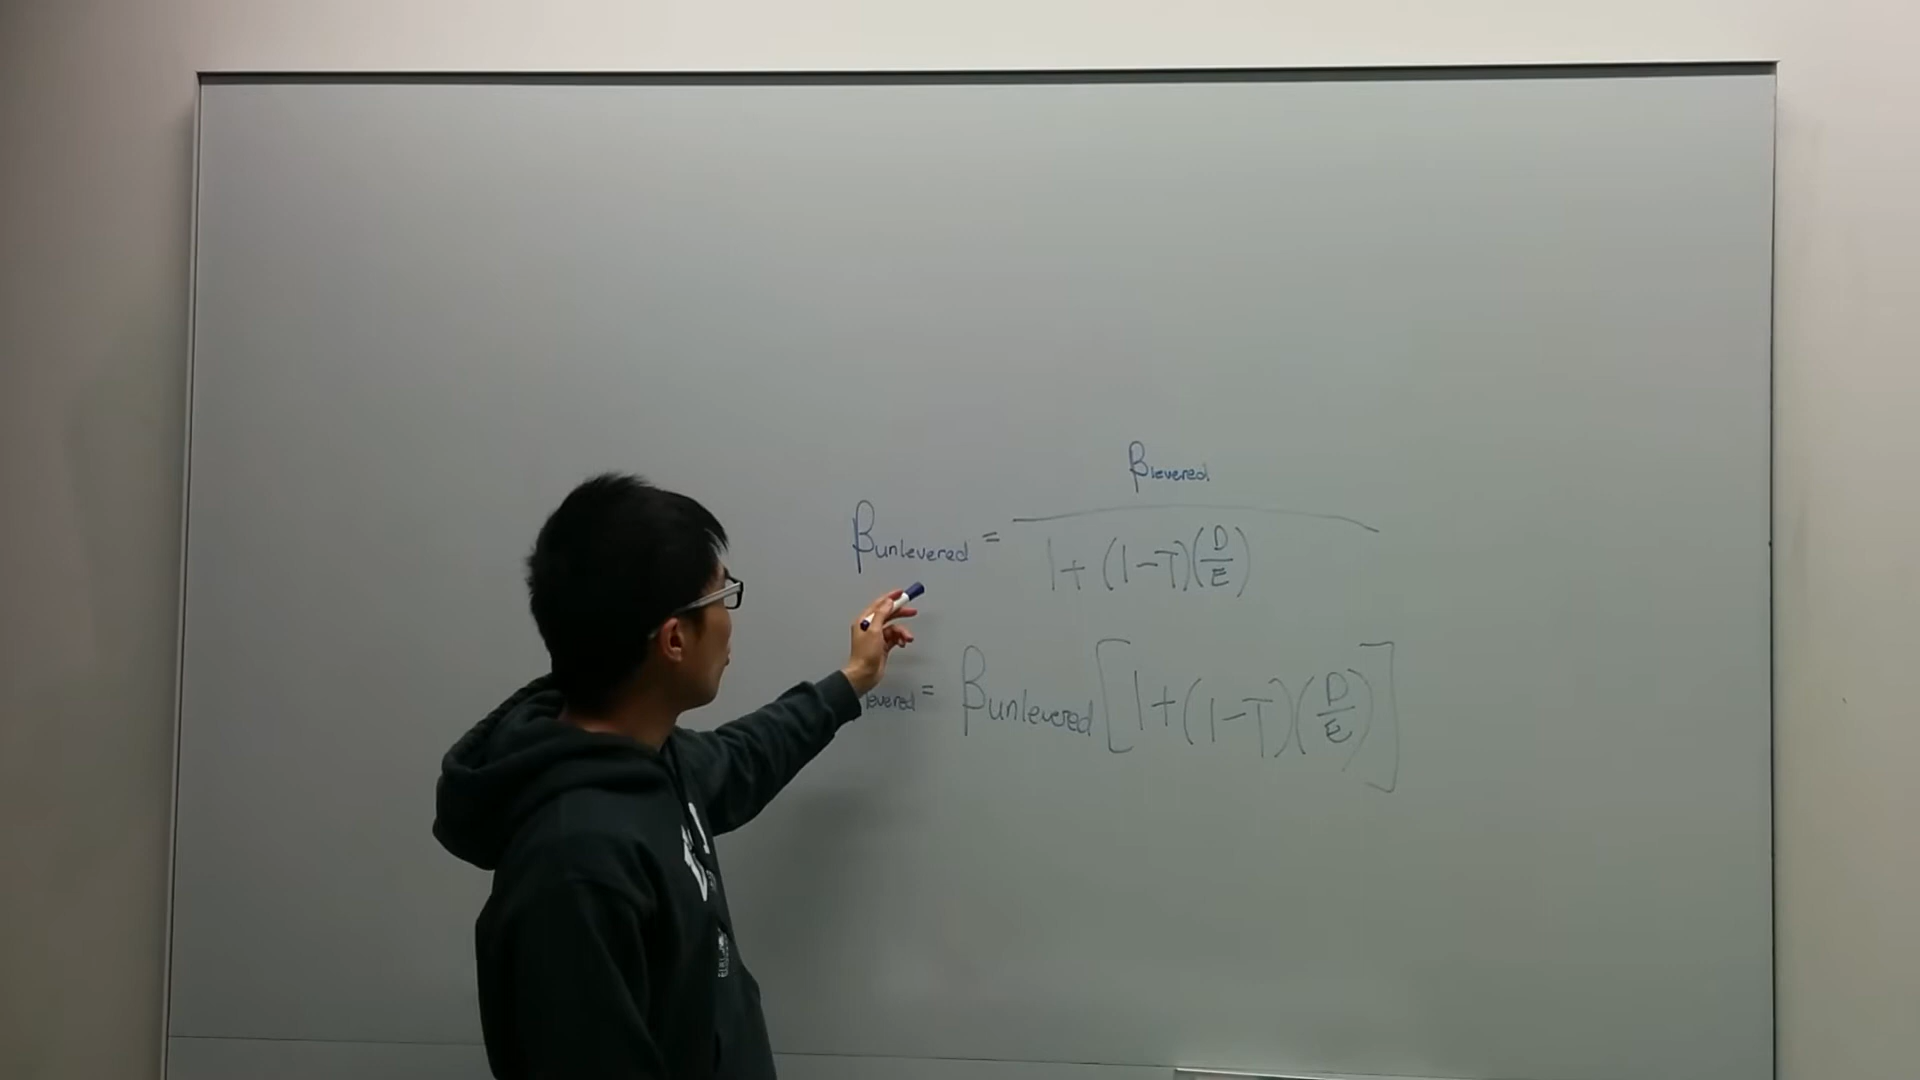 βunlevered = βlevered / 1+(1-T)(D/E)
levered = βunlevered[1+(1-T)(D/E)]